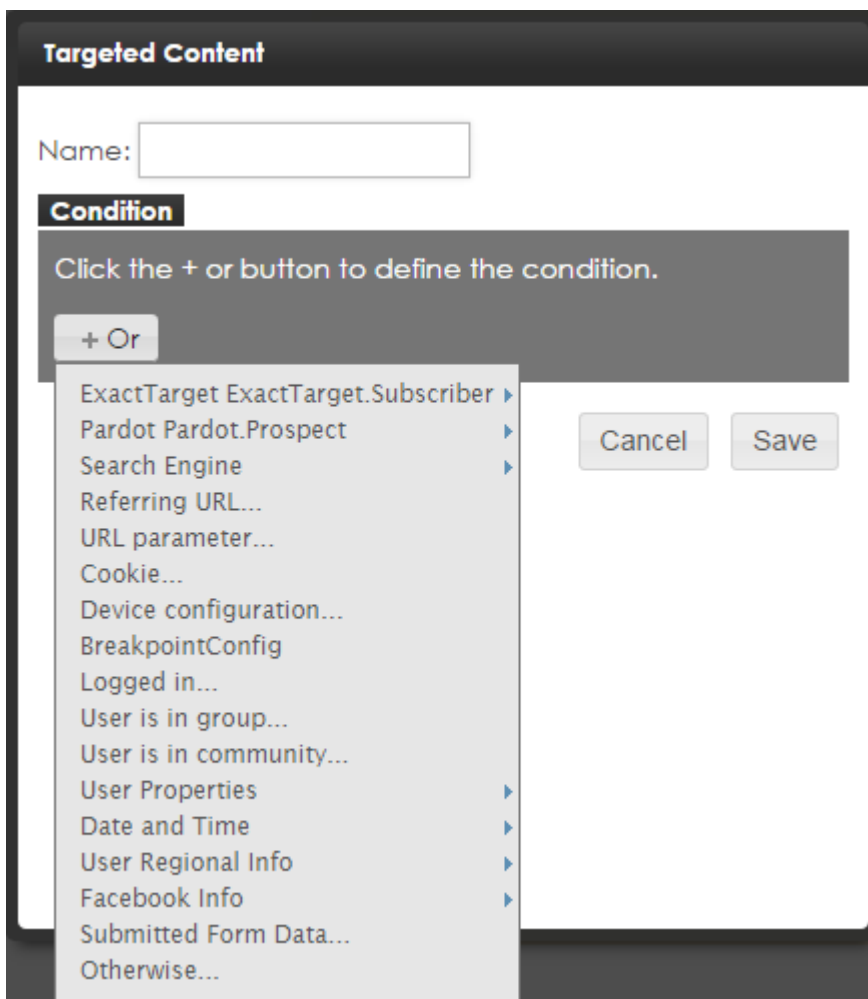 Targeted Content
Name:
Condition
Click the + or button to define the condition.
+ Or
ExactTarget ExactTarget.Subscriber
Pardot Pardot.Prospect
Search Engine
Referring URL...
URL parameter...
Cookie...
Device configuration...
BreakpointConfig
Logged in...
User is in group...
User is in community...
User Properties
Date and Time
User Regional Info
Facebook Info
Submitted Form Data...
Otherwise...
Cancel Save